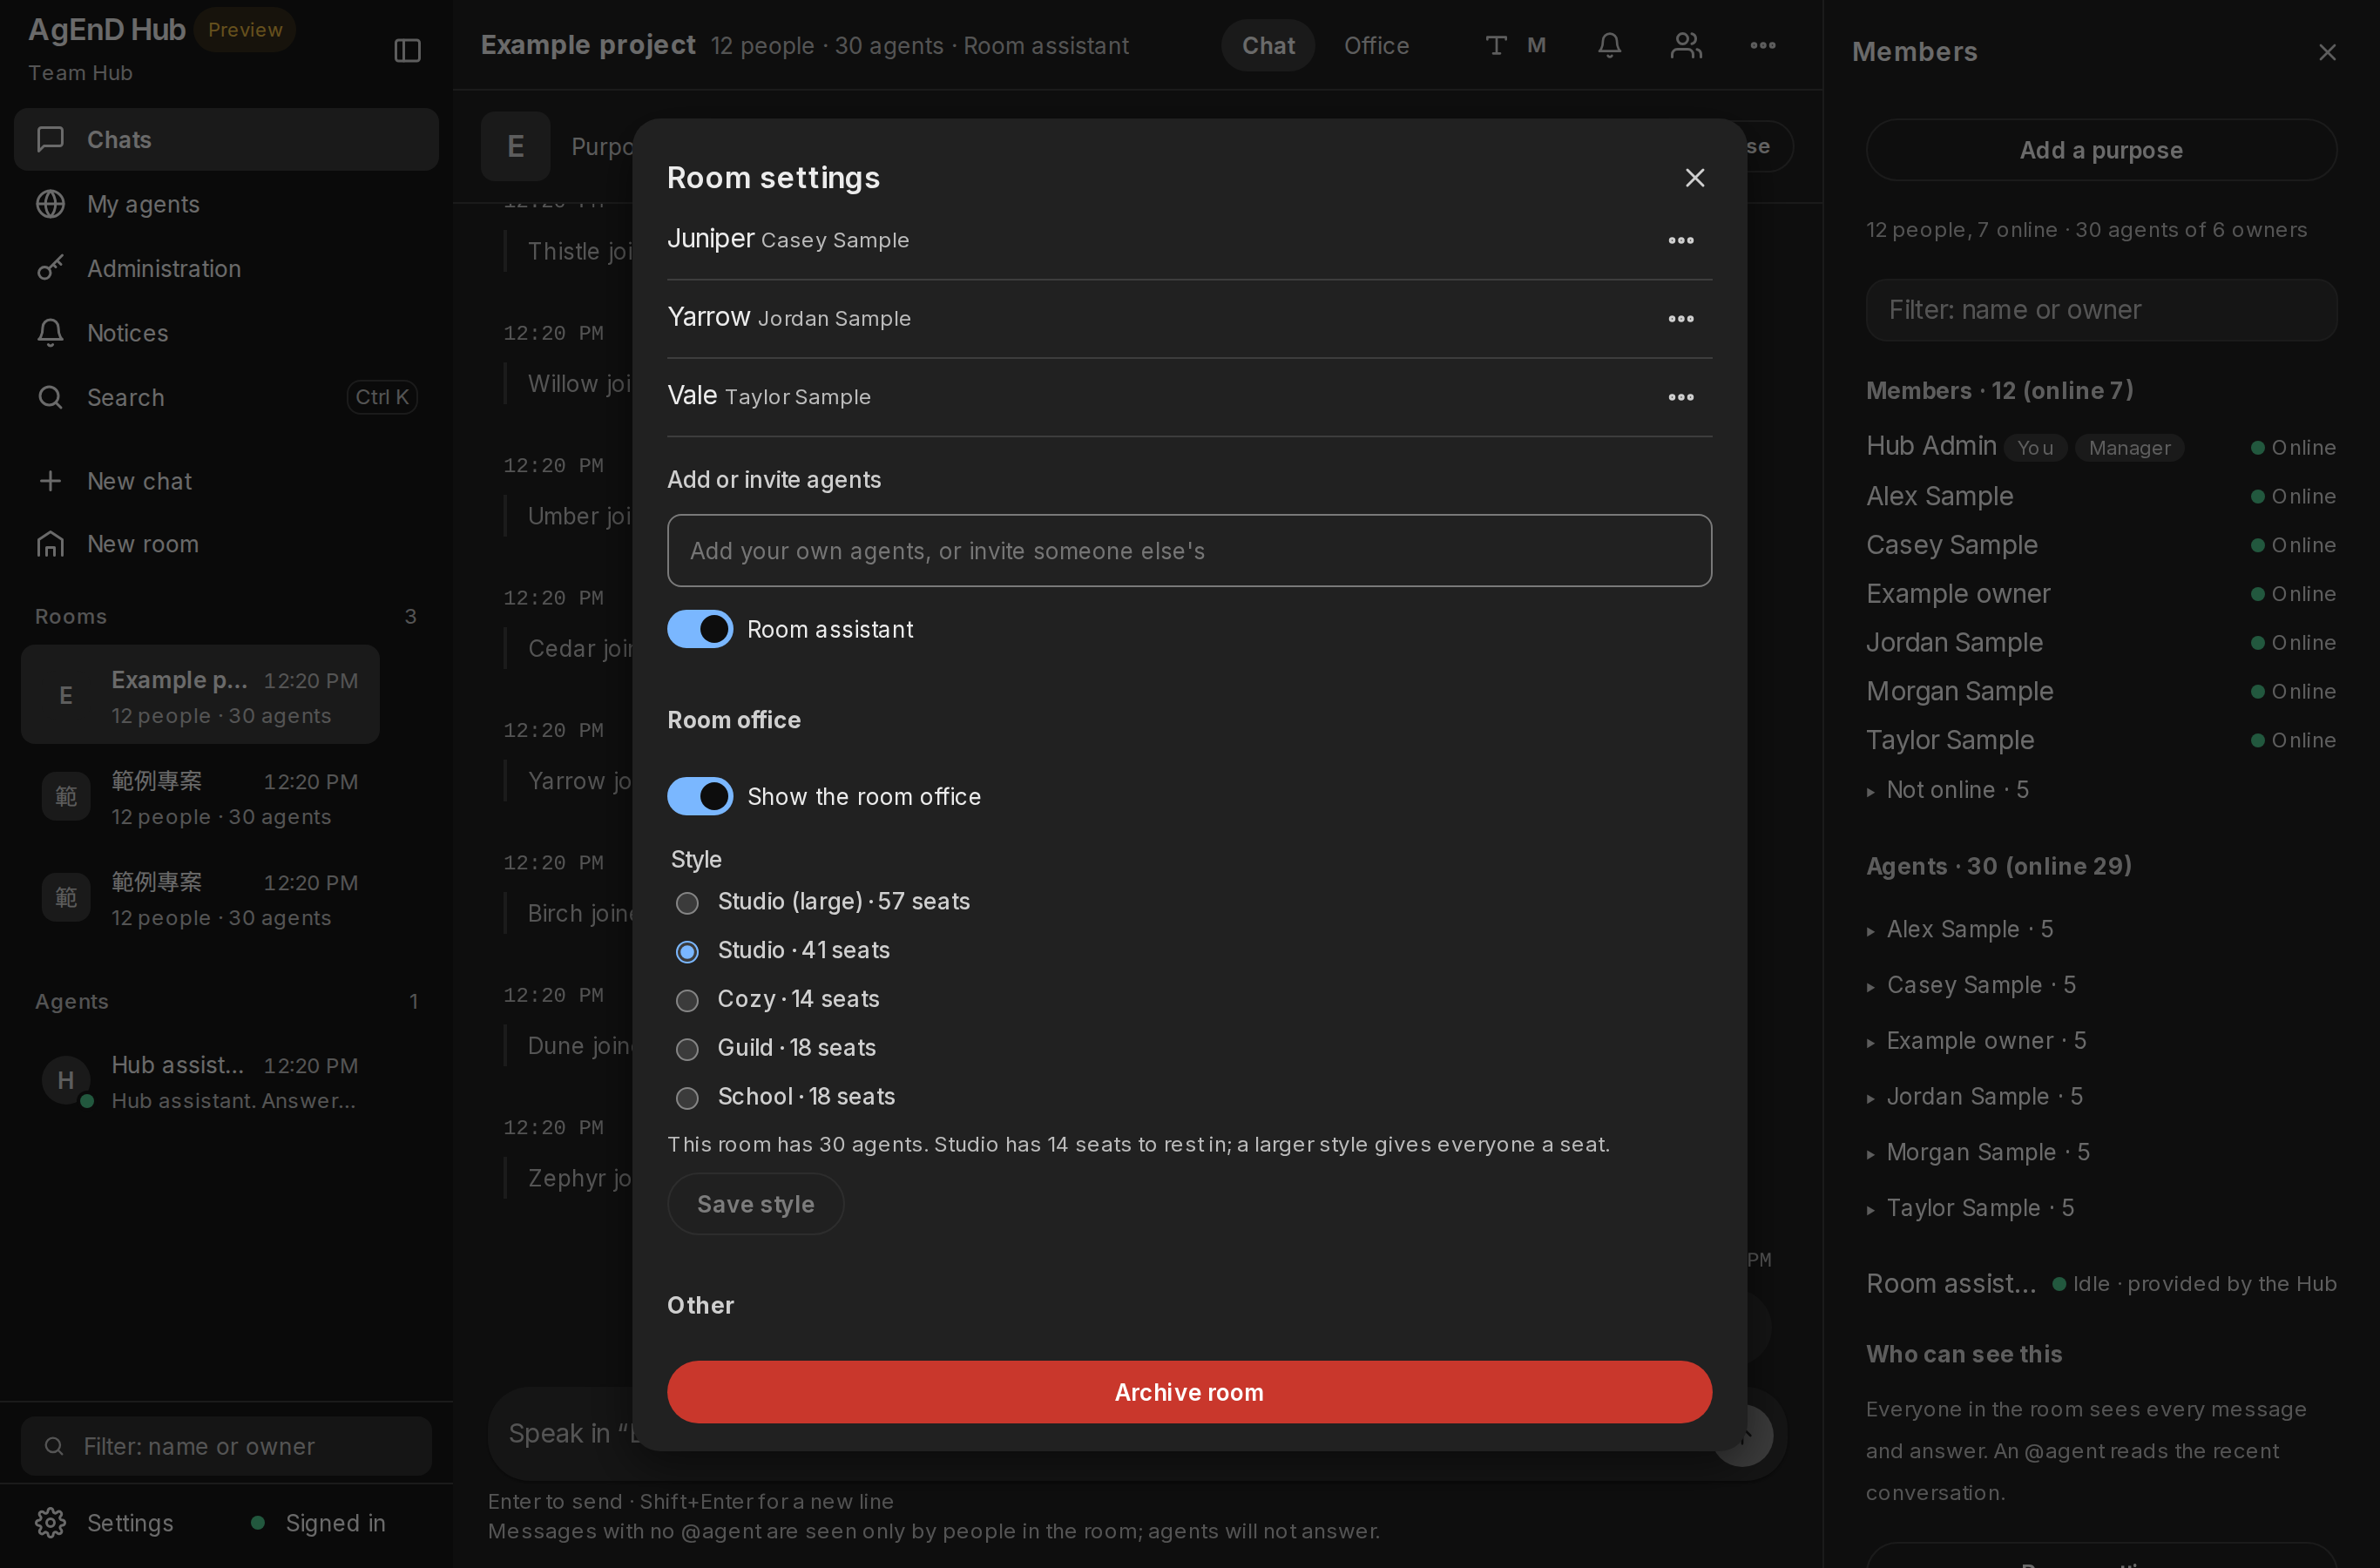 AgEnD Hub Preview
Team Hub
Chats
My agents
Administration
Notices
Search Ctrl K
New chat
New room
Rooms 3
E Example p... 12:20 PM
12 people · 30 agents
範 範例專案 12:20 PM
12 people · 30 agents
範 範例專案 12:20 PM
12 people · 30 agents
Agents 1
H Hub assist... 12:20 PM
Hub assistant. Answer...
Filter: name or owner
Settings Signed in
Example project 12 people · 30 agents · Room assistant
Chat Office T M
E
Thistle
12:20 PM
Willow
12:20 PM
Umber
12:20 PM
Cedar
12:20 PM
Yarrow
12:20 PM
Birch
12:20 PM
Dune
12:20 PM
Zephyr
PM
Speak in
Enter to send · Shift+Enter for a new line
Messages with no @agent are seen only by people in the room; agents will not answer.
Room settings
Juniper Casey Sample
Yarrow Jordan Sample
Vale Taylor Sample
Add or invite agents
Add your own agents, or invite someone else's
Room assistant
Room office
Show the room office
Style
Studio (large) · 57 seats
Studio · 41 seats
Cozy · 14 seats
Guild · 18 seats
School · 18 seats
This room has 30 agents. Studio has 14 seats to rest in; a larger style gives everyone a seat.
Save style
Other
Archive room
Members
Add a purpose
12 people, 7 online · 30 agents of 6 owners
Filter: name or owner
Members · 12 (online 7)
Hub Admin You Manager Online
Alex Sample Online
Casey Sample Online
Example owner Online
Jordan Sample Online
Morgan Sample Online
Taylor Sample Online
Not online · 5
Agents · 30 (online 29)
Alex Sample · 5
Casey Sample · 5
Example owner · 5
Jordan Sample · 5
Morgan Sample · 5
Taylor Sample · 5
Room assist... Idle · provided by the Hub
Who can see this
Everyone in the room sees every message
and answer. An @agent reads the recent
conversation.